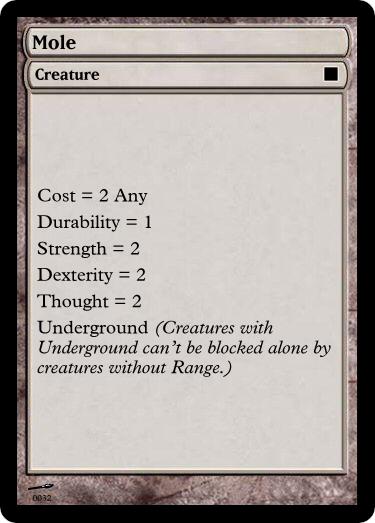 Mole
Creature
Cost = 2 Any
Durability = 1
Strength = 2
Dexterity = 2
Thought = 2
Underground (Creatures with
Underground can't be blocked alone by
creatures without Range.)
0032